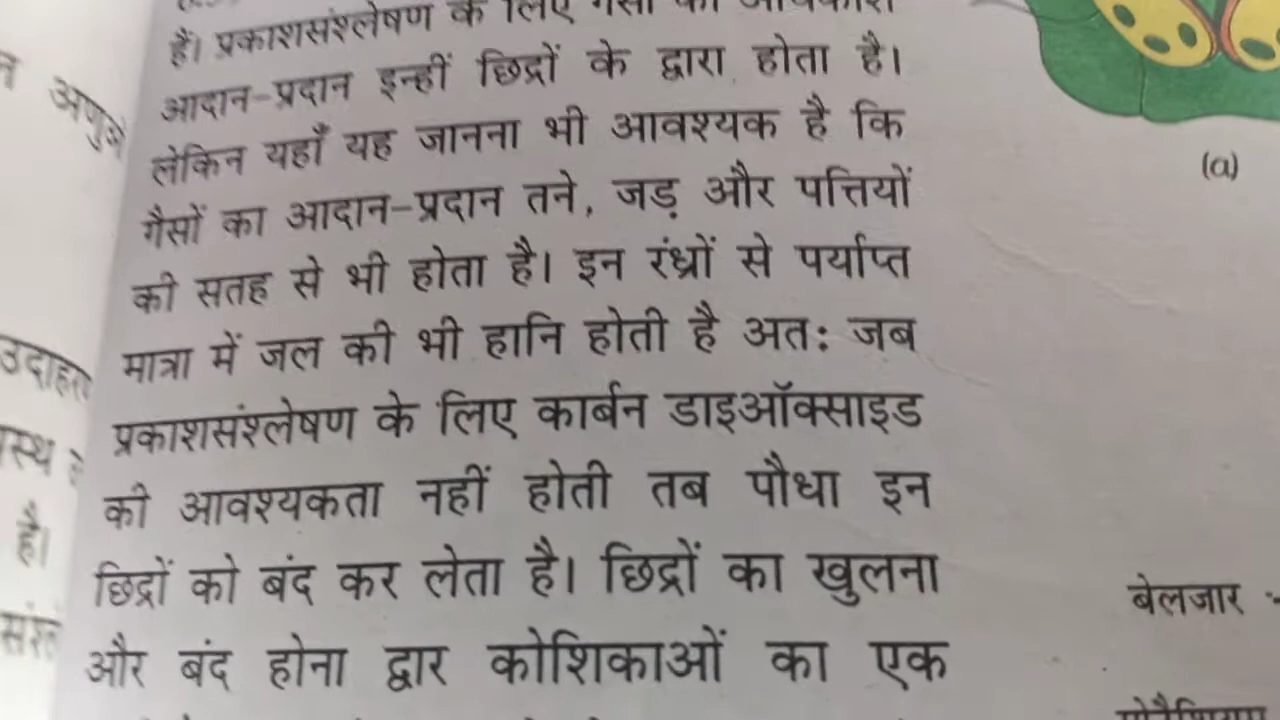 हैं। प्रकाशसंश्लेषण के लिए
आदान-प्रदान इन्हीं छिद्रों के द्वारा होता है।
लेकिन यहाँ यह जानना भी आवश्यक है कि
गैसों का आदान-प्रदान तने, जड़ और पत्तियों
की सतह से भी होता है। इन रंध्रों से पर्याप्त
मात्रा में जल की भी हानि होती है अतः जब
प्रकाशसंश्लेषण के लिए कार्बन डाइऑक्साइड
की आवश्यकता नहीं होती तब पौधा इन
छिद्रों को बंद कर लेता है। छिद्रों का खुलना
और बंद होना द्वार कोशिकाओं का एक
(a)
बेलजार
है।